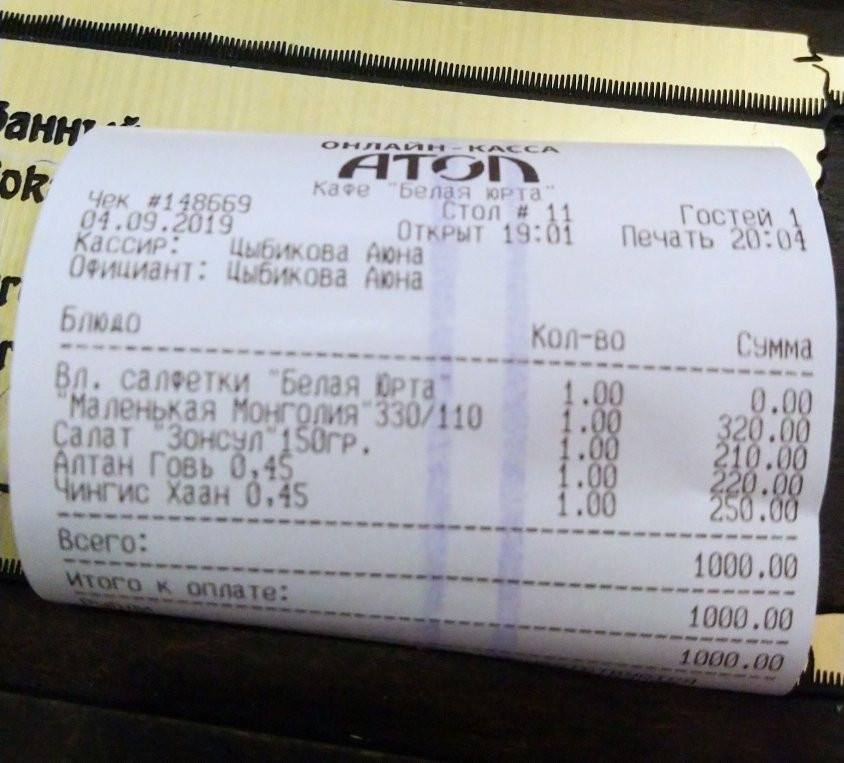 ОНЛАЙН-КАССА
АТОЛ
Кафе "Белая юрта"
Чек #148669 Стол # 11 Гостей 1
04.09.2019 Открыт 19:01 Печать 20:04
Кассир: Цыбикова Аюна
Официант: Цыбикова Аюна
Блюдо Кол-во Сумма
Вл. салфетки "Белая Юрта" 1.00 0.00
"Маленькая Монголия"330/110 1.00 320.00
Салат "Зонсул"150гр. 1.00 210.00
Алтан Говь 0,45 1.00 220.00
Чингис Хаан 0,45 1.00 250.00
Всего: 1000.00
Итого к оплате: 1000.00
1000.00